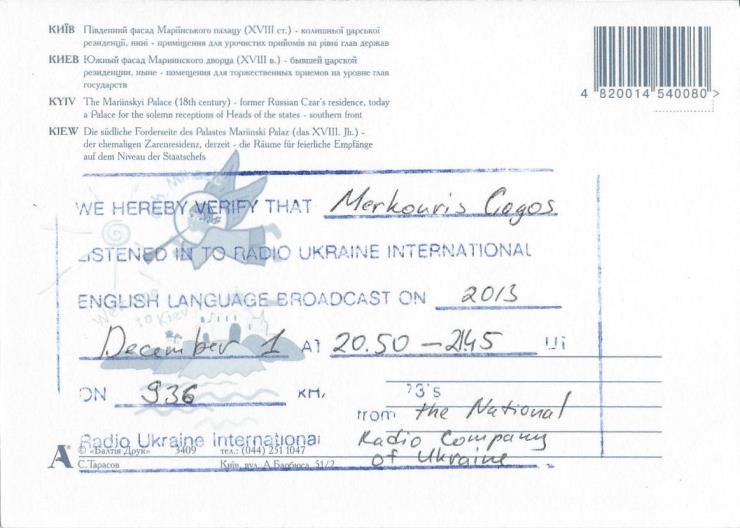 КИЇВ Південний фасад Маріїнського палацу (XVIII ст.) - колишньої царської
резиденції, нині - приміщення для урочистих прийомів на рівні глав держав
КИЕВ Южный фасад Мариинского дворца (XVIII в.) - бывшей царской
резиденции, ныне - помещения для торжественных приемов на уровне глав
государств
KYIV The Mariinskyi Palace (18th century) - former Russian Czar's residence, today
a Palace for the solemn receptions of Heads of the states - southern front
KIEW Die südliche Forderseite des Palastes Mariinski Palaz (das XVIII. Jh.) -
der ehemaligen Zarenresidenz, derzeit - die Räume für feierliche Empfänge
auf dem Niveau der Staatschefs
4 820014 540080 >
WE HEREBY VERIFY THAT Merkouris Gogos
LISTENED IN TO RADIO UKRAINE INTERNATIONAL
ENGLISH LANGUAGE BROADCAST ON 2013
Welcome
to Kiev
December 1 AT 20.50 – 2145 UT
ON 936 KH, 73's
from the National
Radio Ukraine International Radio Company
of Ukraine
© «Балтія Друк» 3409 тел.: (044) 251 1047
С.Тарасов Київ, вул. А.Барбюса, 51/2